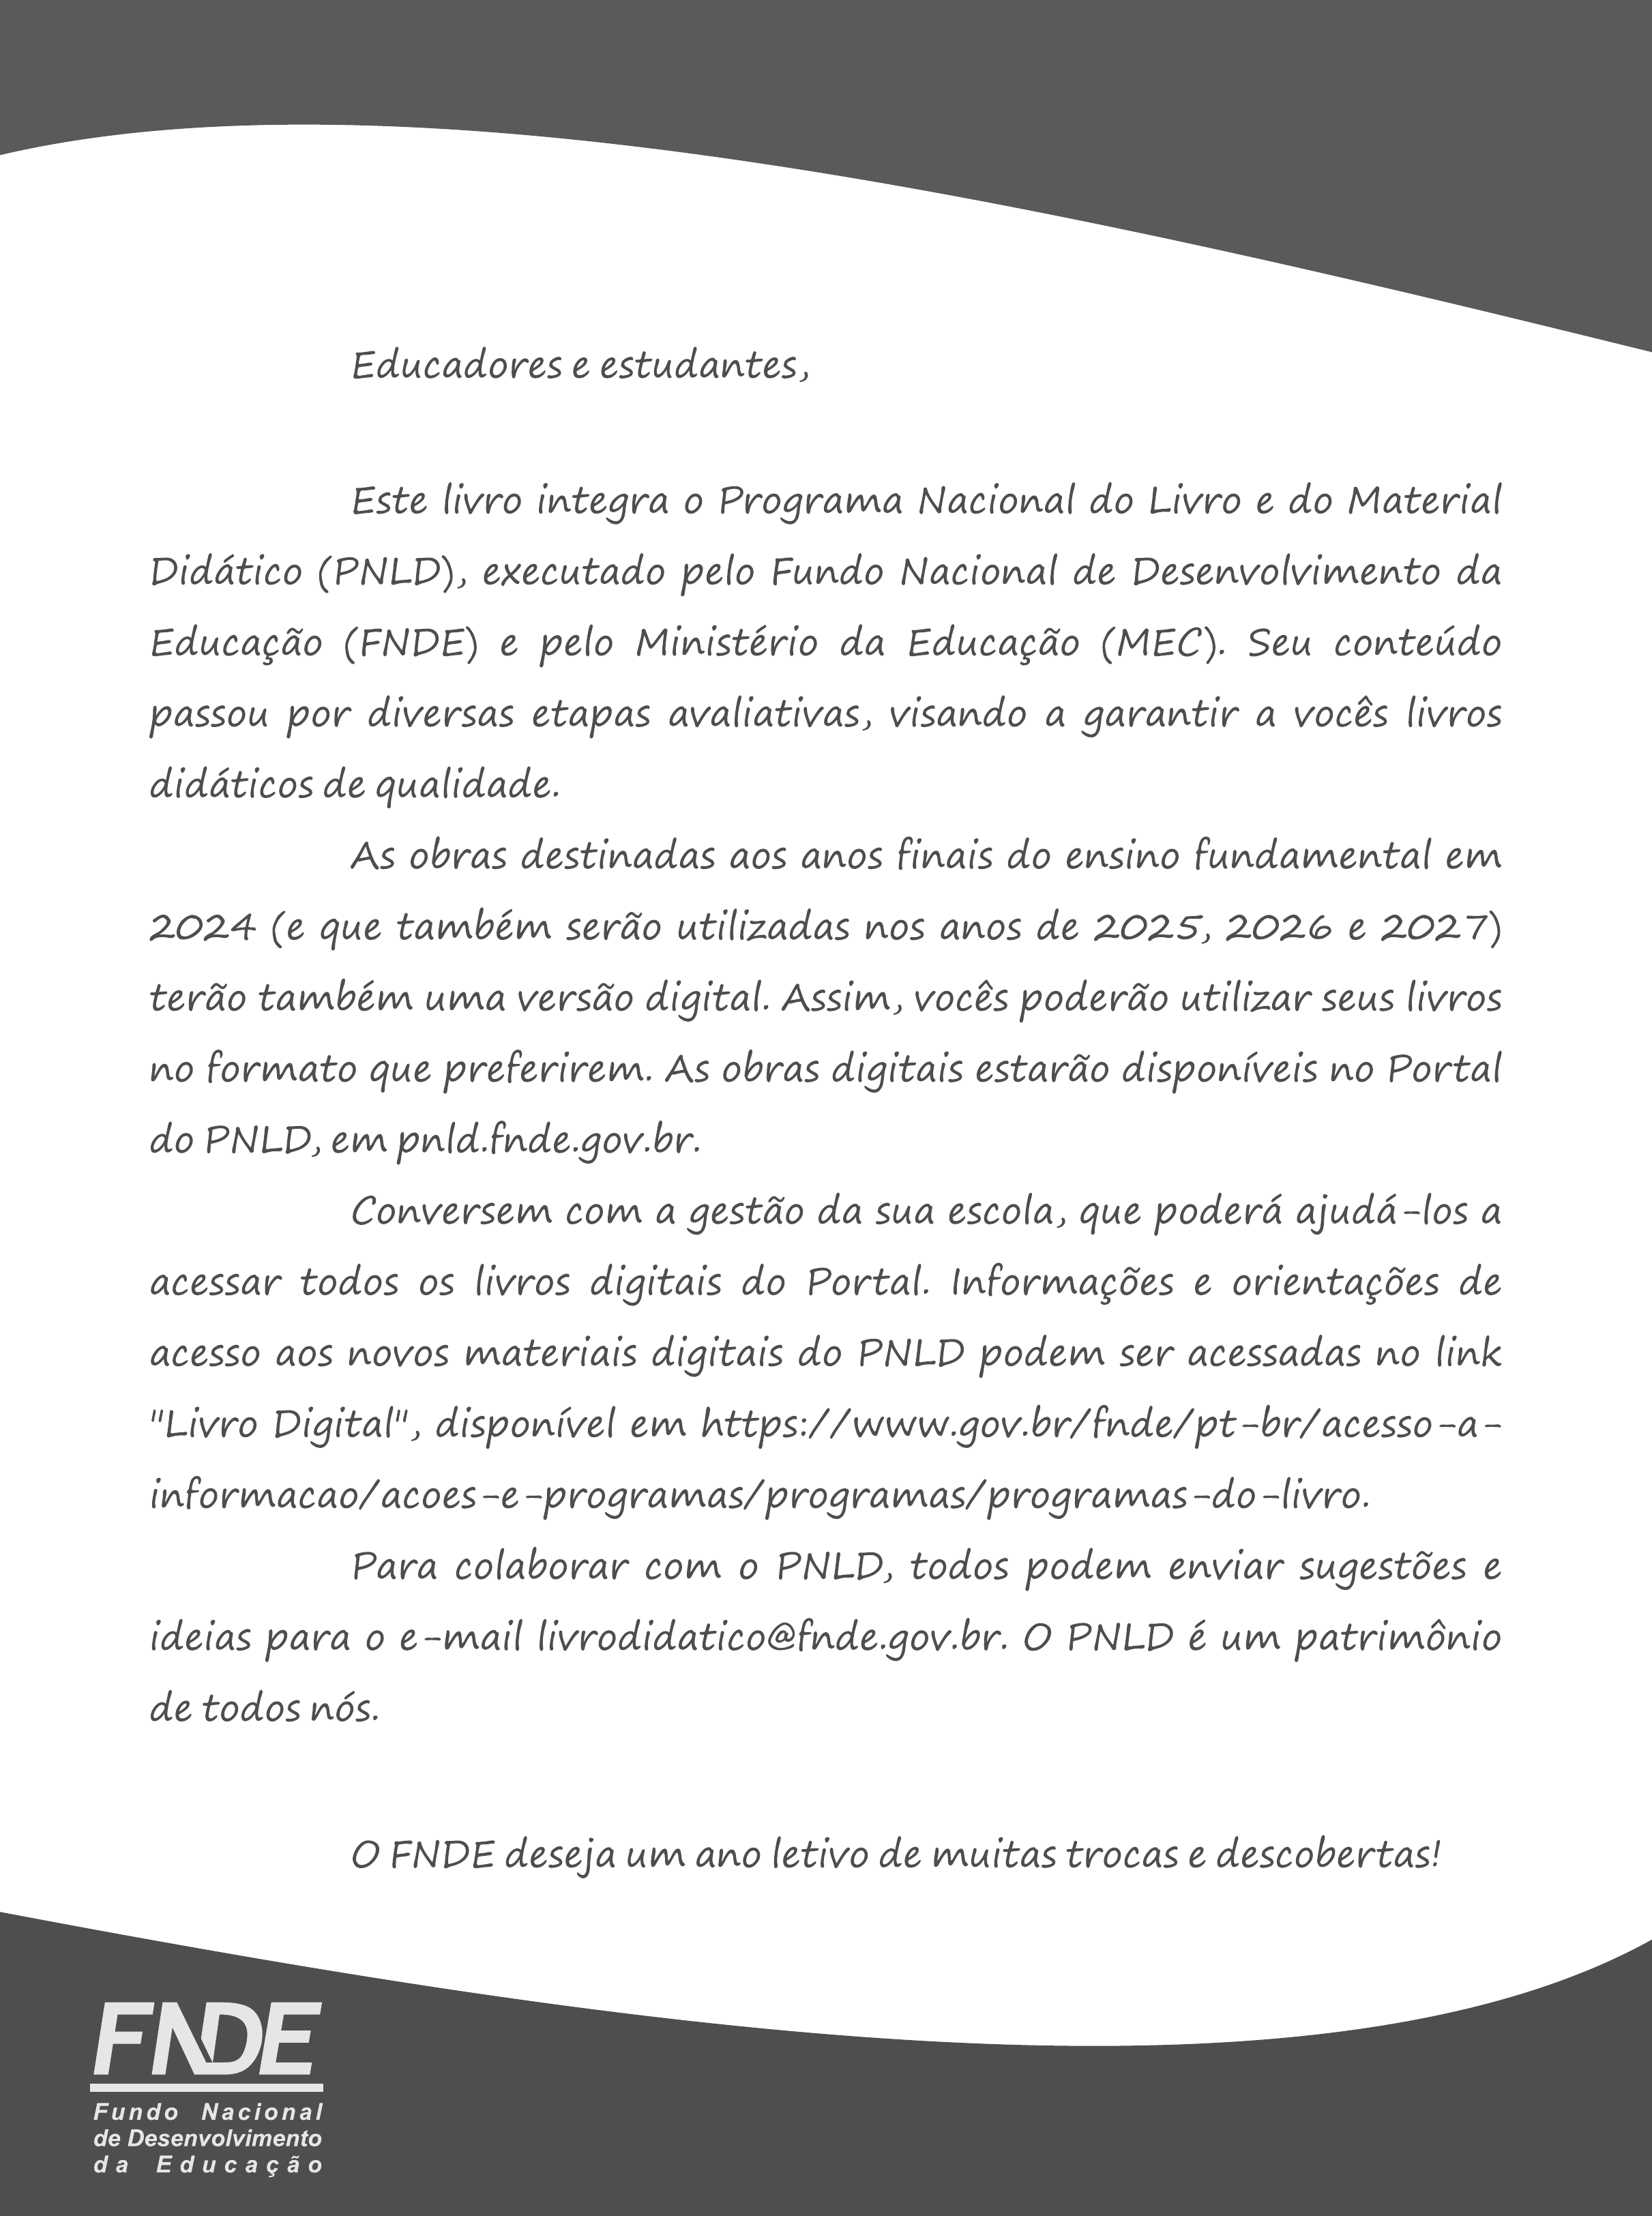 Educadores e estudantes,
Este livro integra o Programa Nacional do Livro e do Material
Didático (PNLD), executado pelo Fundo Nacional de Desenvolvimento da
Educação (FNDE) e pelo Ministério da Educação (MEC). Seu conteúdo
passou por diversas etapas avaliativas, visando a garantir a vocês livros
didáticos de qualidade.
As obras destinadas aos anos finais do ensino fundamental em
2024 (e que também serão utilizadas nos anos de 2025, 2026 e 2027)
terão também uma versão digital. Assim, vocês poderão utilizar seus livros
no formato que preferirem. As obras digitais estarão disponíveis no Portal
do PNLD, em pnld.fnde.gov.br.
Conversem com a gestão da sua escola, que poderá ajudá-los a
acessar todos os livros digitais do Portal. Informações e orientações de
acesso aos novos materiais digitais do PNLD podem ser acessadas no link
"Livro Digital", disponível em https://www.gov.br/fnde/pt-br/acesso-a-
informacao/acoes-e-programas/programas/programas-do-livro.
Para colaborar com o PNLD, todos podem enviar sugestões e
ideias para o e-mail livrodidatico@fnde.gov.br. O PNLD é um patrimônio
de todos nós.
O FNDE deseja um ano letivo de muitas trocas e descobertas!
FNDE
Fundo Nacional
de Desenvolvimento
da Educação